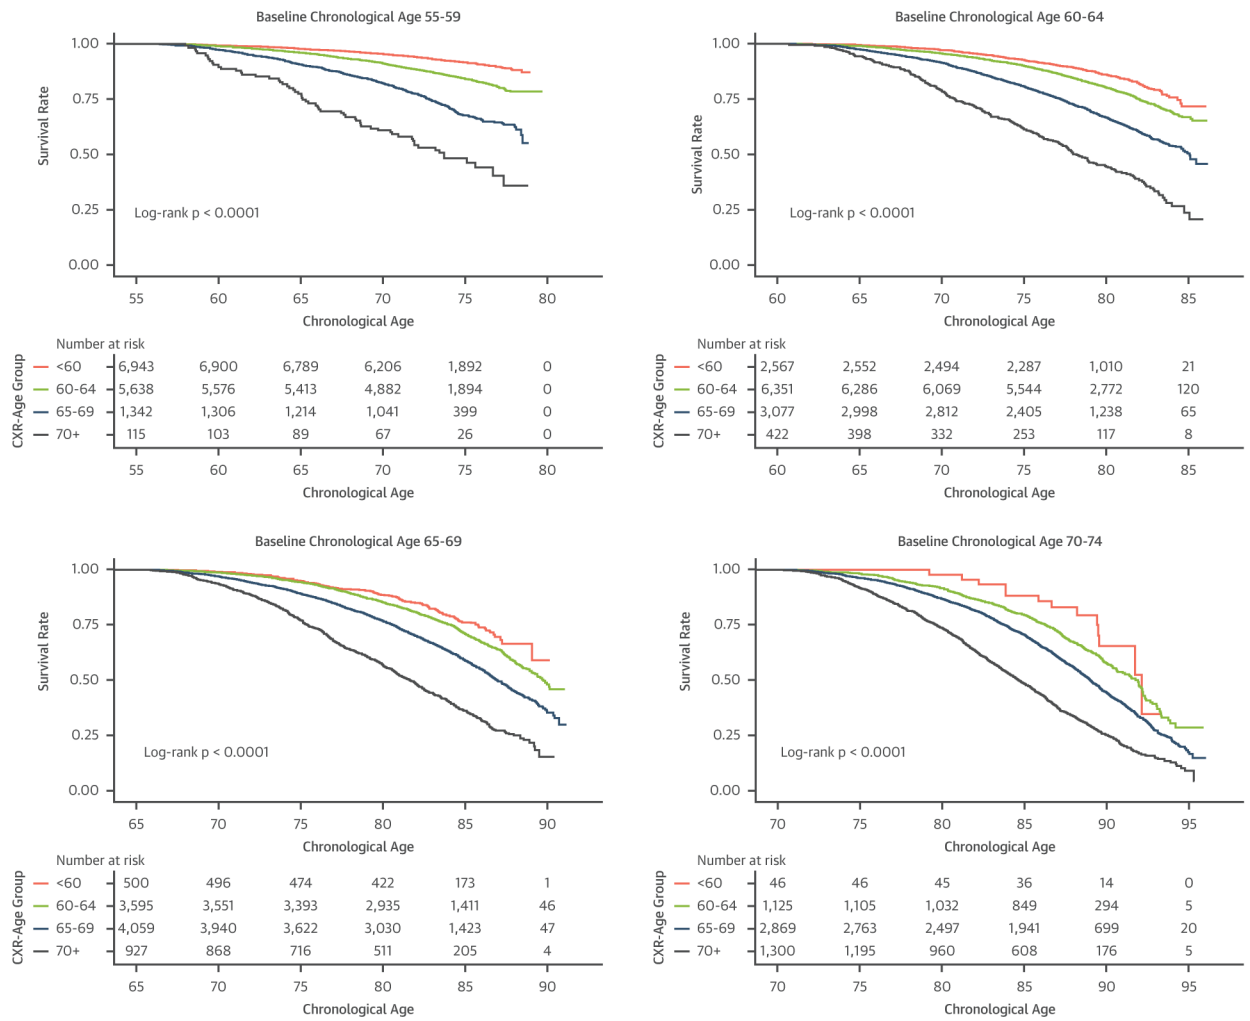 Baseline Chronological Age 55-59
Survival Rate
1.00
0.75
0.50
0.25
0.00
Log-rank p < 0.0001
55 60 65 70 75 80
Chronological Age
Number at risk
CXR-Age Group
<60 6,943 6,900 6,789 6,206 1,892 0
60-64 5,638 5,576 5,413 4,882 1,894 0
65-69 1,342 1,306 1,214 1,041 399 0
70+ 115 103 89 67 26 0
55 60 65 70 75 80
Chronological Age
Baseline Chronological Age 60-64
Survival Rate
1.00
0.75
0.50
0.25
0.00
Log-rank p < 0.0001
60 65 70 75 80 85
Chronological Age
Number at risk
CXR-Age Group
<60 2,567 2,552 2,494 2,287 1,010 21
60-64 6,351 6,286 6,069 5,544 2,772 120
65-69 3,077 2,998 2,812 2,405 1,238 65
70+ 422 398 332 253 117 8
60 65 70 75 80 85
Chronological Age
Baseline Chronological Age 65-69
Survival Rate
1.00
0.75
0.50
0.25
0.00
Log-rank p < 0.0001
65 70 75 80 85 90
Chronological Age
Number at risk
CXR-Age Group
<60 500 496 474 422 173 1
60-64 3,595 3,551 3,393 2,935 1,411 46
65-69 4,059 3,940 3,622 3,030 1,423 47
70+ 927 868 716 511 205 4
65 70 75 80 85 90
Chronological Age
Baseline Chronological Age 70-74
Survival Rate
1.00
0.75
0.50
0.25
0.00
Log-rank p < 0.0001
70 75 80 85 90 95
Chronological Age
Number at risk
CXR-Age Group
<60 46 46 45 36 14 0
60-64 1,125 1,105 1,032 849 294 5
65-69 2,869 2,763 2,497 1,941 699 20
70+ 1,300 1,195 960 608 176 5
70 75 80 85 90 95
Chronological Age